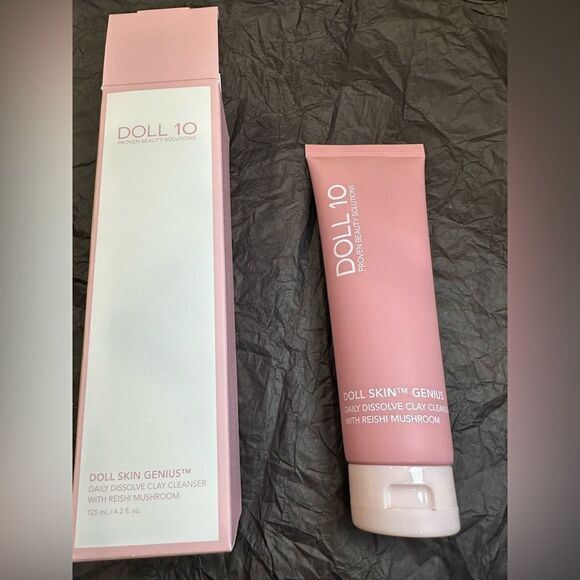 DOLL 10
PROVEN BEAUTY SOLUTIONS
DOLL SKIN GENIUS™
DAILY DISSOLVE CLAY CLEANSER
WITH REISHI MUSHROOM
125 mL / 4.2 fl. oz.
DOLL 10
PROVEN BEAUTY SOLUTIONS
DOLL SKIN™ GENIUS
DAILY DISSOLVE CLAY CLEANS
WITH REISHI MUSHROOM